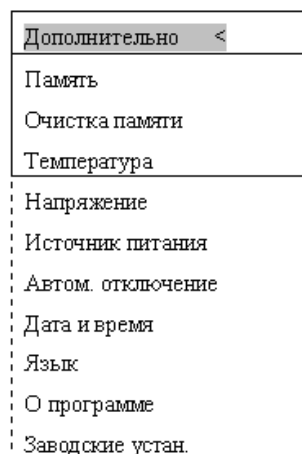 Дополнительно <
Память
Очистка памяти
Температура
Напряжение
Источник питания
Автом. отключение
Дата и время
Язык
О программе
Заводские устан.